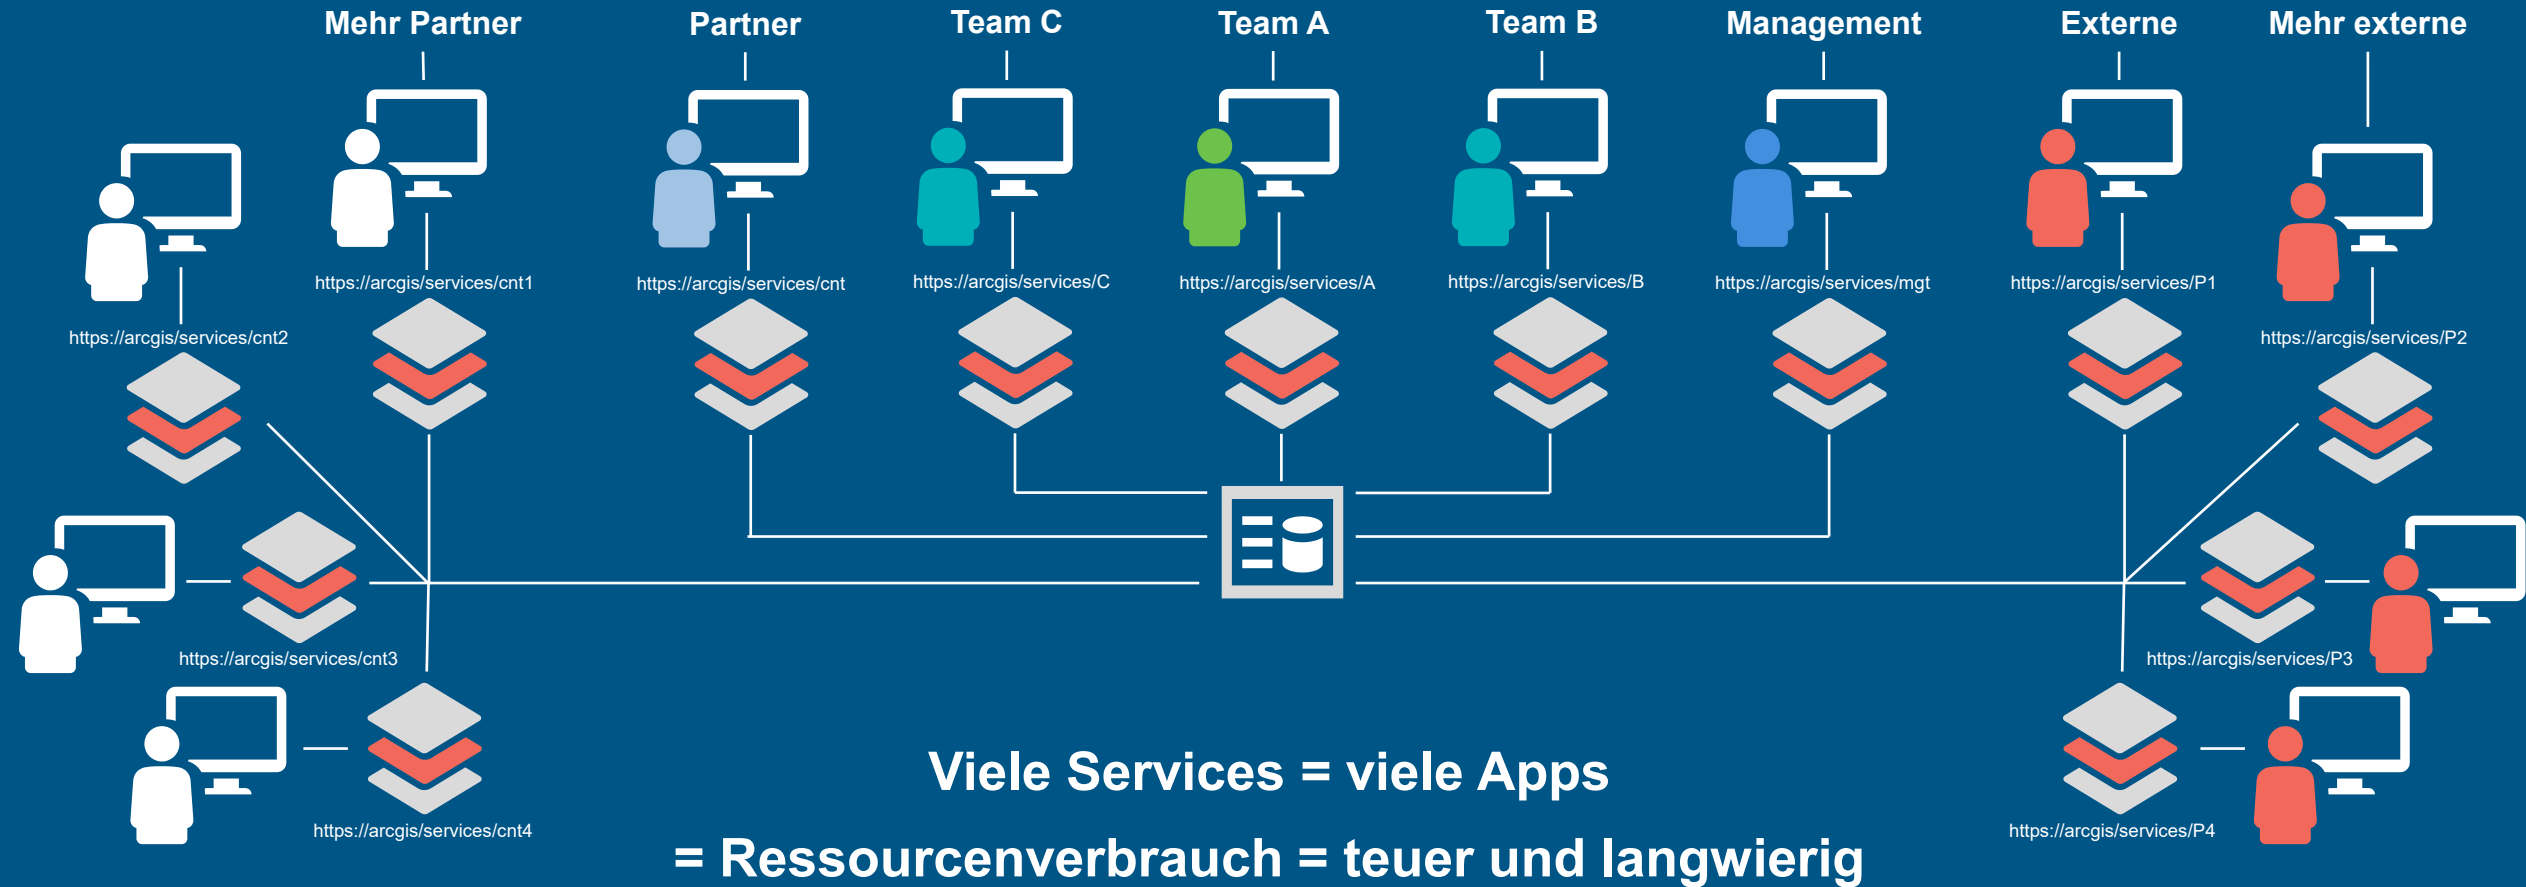 Mehr Partner
Partner
Team C
Team A
Team B
Management
Externe
Mehr externe
https://arcgis/services/cnt1
https://arcgis/services/cnt
https://arcgis/services/C
https://arcgis/services/A
https://arcgis/services/B
https://arcgis/services/mgt
https://arcgis/services/P1
https://arcgis/services/cnt2
https://arcgis/services/P2
https://arcgis/services/cnt3
https://arcgis/services/P3
https://arcgis/services/cnt4
https://arcgis/services/P4
Viele Services = viele Apps
= Ressourcenverbrauch = teuer und langwierig